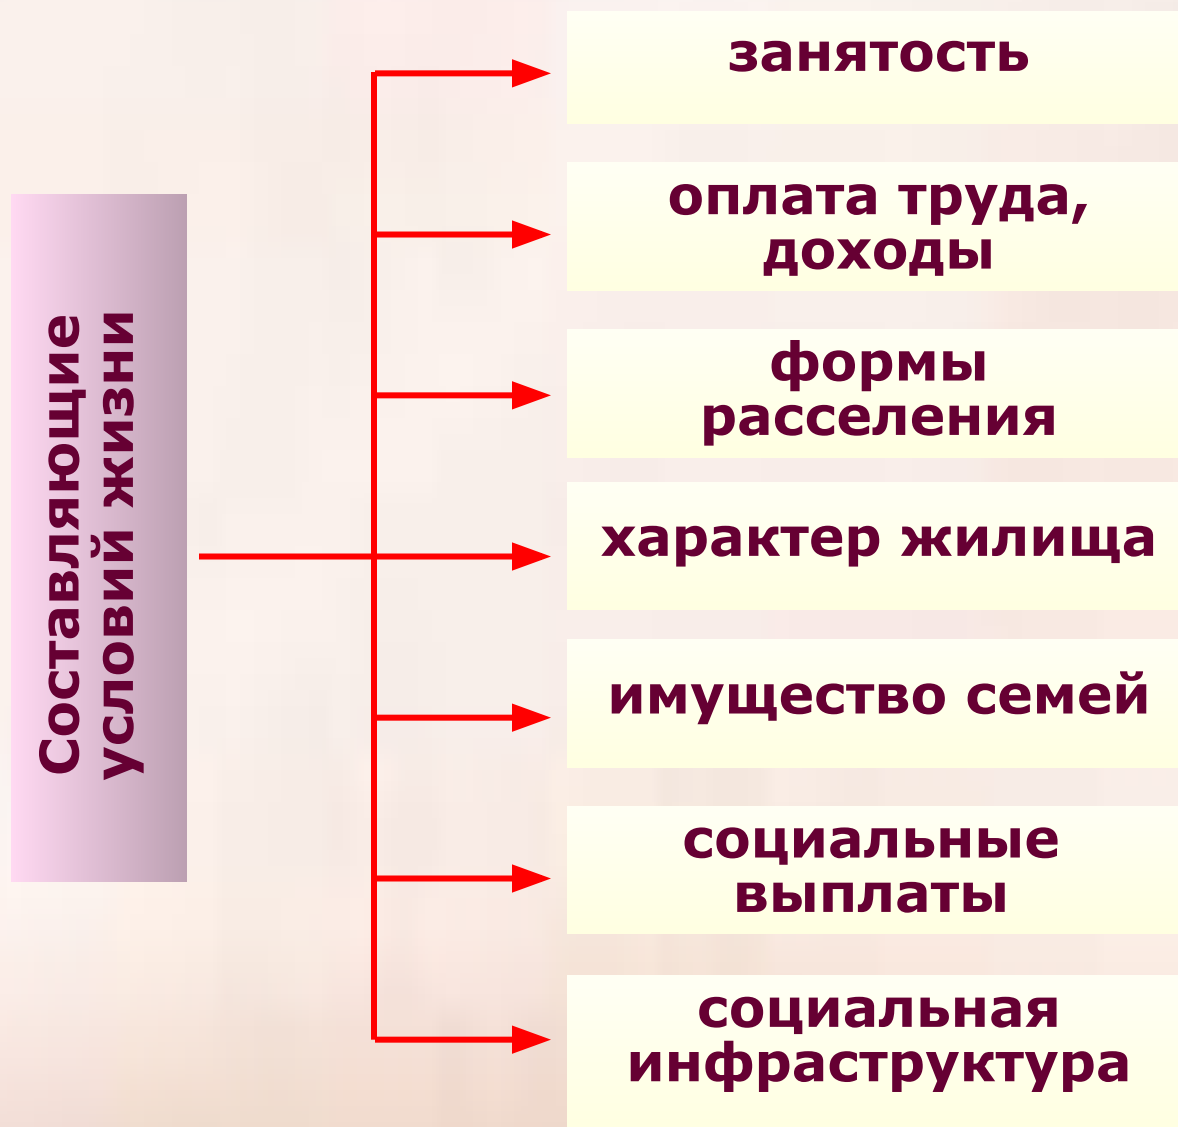 Составляющие
условий жизни
занятость
оплата труда,
доходы
формы
расселения
характер жилища
имущество семей
социальные
выплаты
социальная
инфраструктура